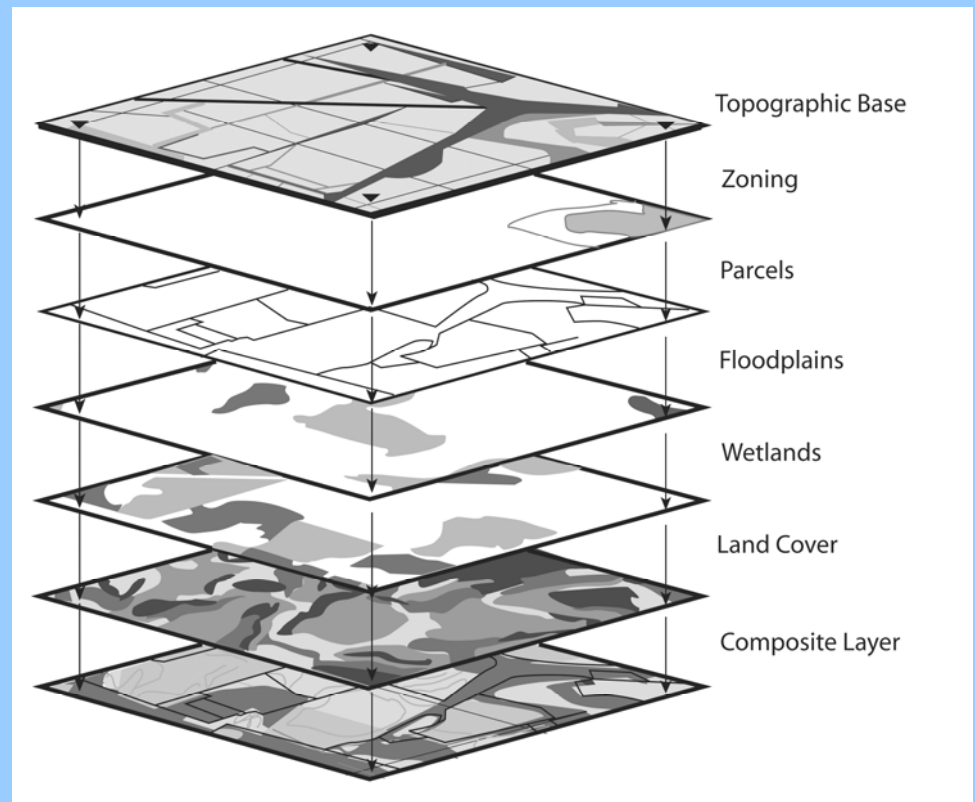 Topographic Base
Zoning
Parcels
Floodplains
Wetlands
Land Cover
Composite Layer